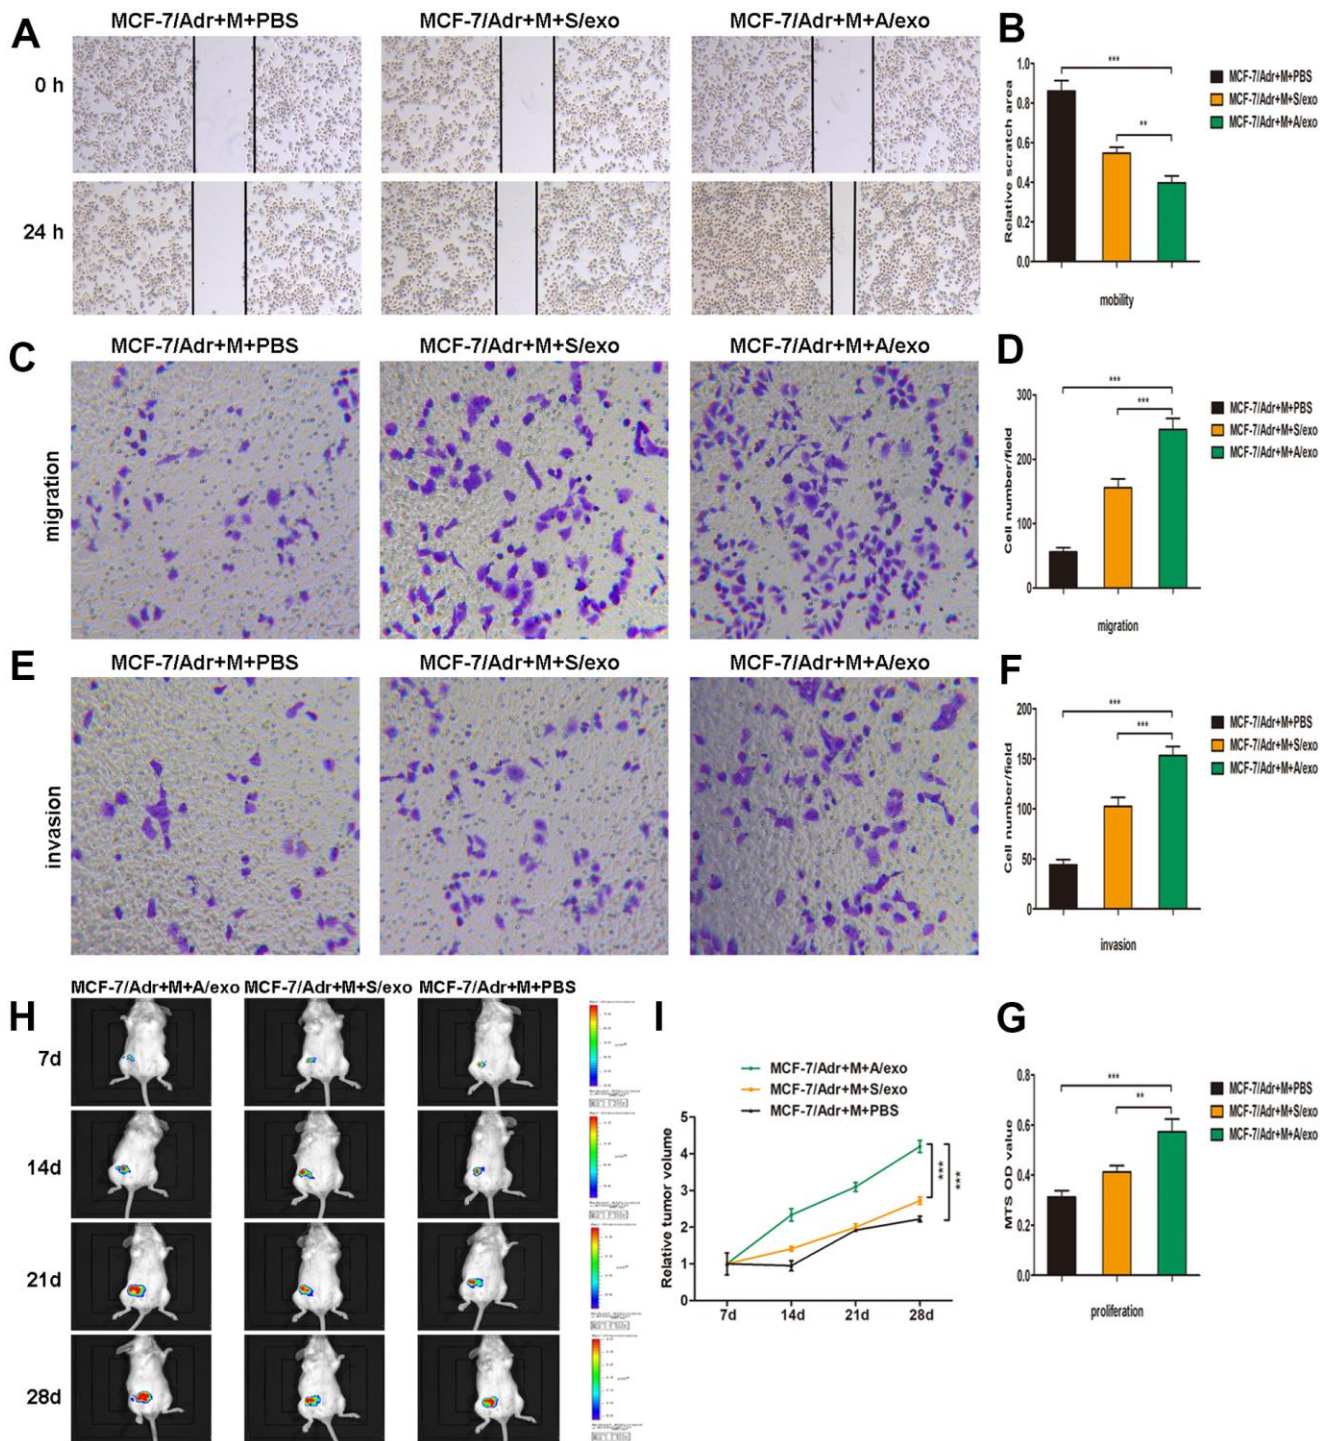 A
MCF-7/Adr+M+PBS
MCF-7/Adr+M+S/exo
MCF-7/Adr+M+A/exo
0 h
24 h
B
Relative scratch area
1.0
0.8
0.6
0.4
0.2
0.0
***
**
mobility
MCF-7/Adr+M+PBS
MCF-7/Adr+M+S/exo
MCF-7/Adr+M+A/exo
C
MCF-7/Adr+M+PBS
MCF-7/Adr+M+S/exo
MCF-7/Adr+M+A/exo
migration
D
Cell number/field
300
200
100
0
***
***
migration
MCF-7/Adr+M+PBS
MCF-7/Adr+M+S/exo
MCF-7/Adr+M+A/exo
E
MCF-7/Adr+M+PBS
MCF-7/Adr+M+S/exo
MCF-7/Adr+M+A/exo
invasion
F
Cell number/field
200
150
100
50
0
***
***
invasion
MCF-7/Adr+M+PBS
MCF-7/Adr+M+S/exo
MCF-7/Adr+M+A/exo
H
MCF-7/Adr+M+A/exo
MCF-7/Adr+M+S/exo
MCF-7/Adr+M+PBS
7d
14d
21d
28d
I
MCF-7/Adr+M+A/exo
MCF-7/Adr+M+S/exo
MCF-7/Adr+M+PBS
Relative tumor volume
5
4
3
2
1
0
7d
14d
21d
28d
***
***
G
MTS OD value
0.8
0.6
0.4
0.2
0.0
***
**
proliferation
MCF-7/Adr+M+PBS
MCF-7/Adr+M+S/exo
MCF-7/Adr+M+A/exo